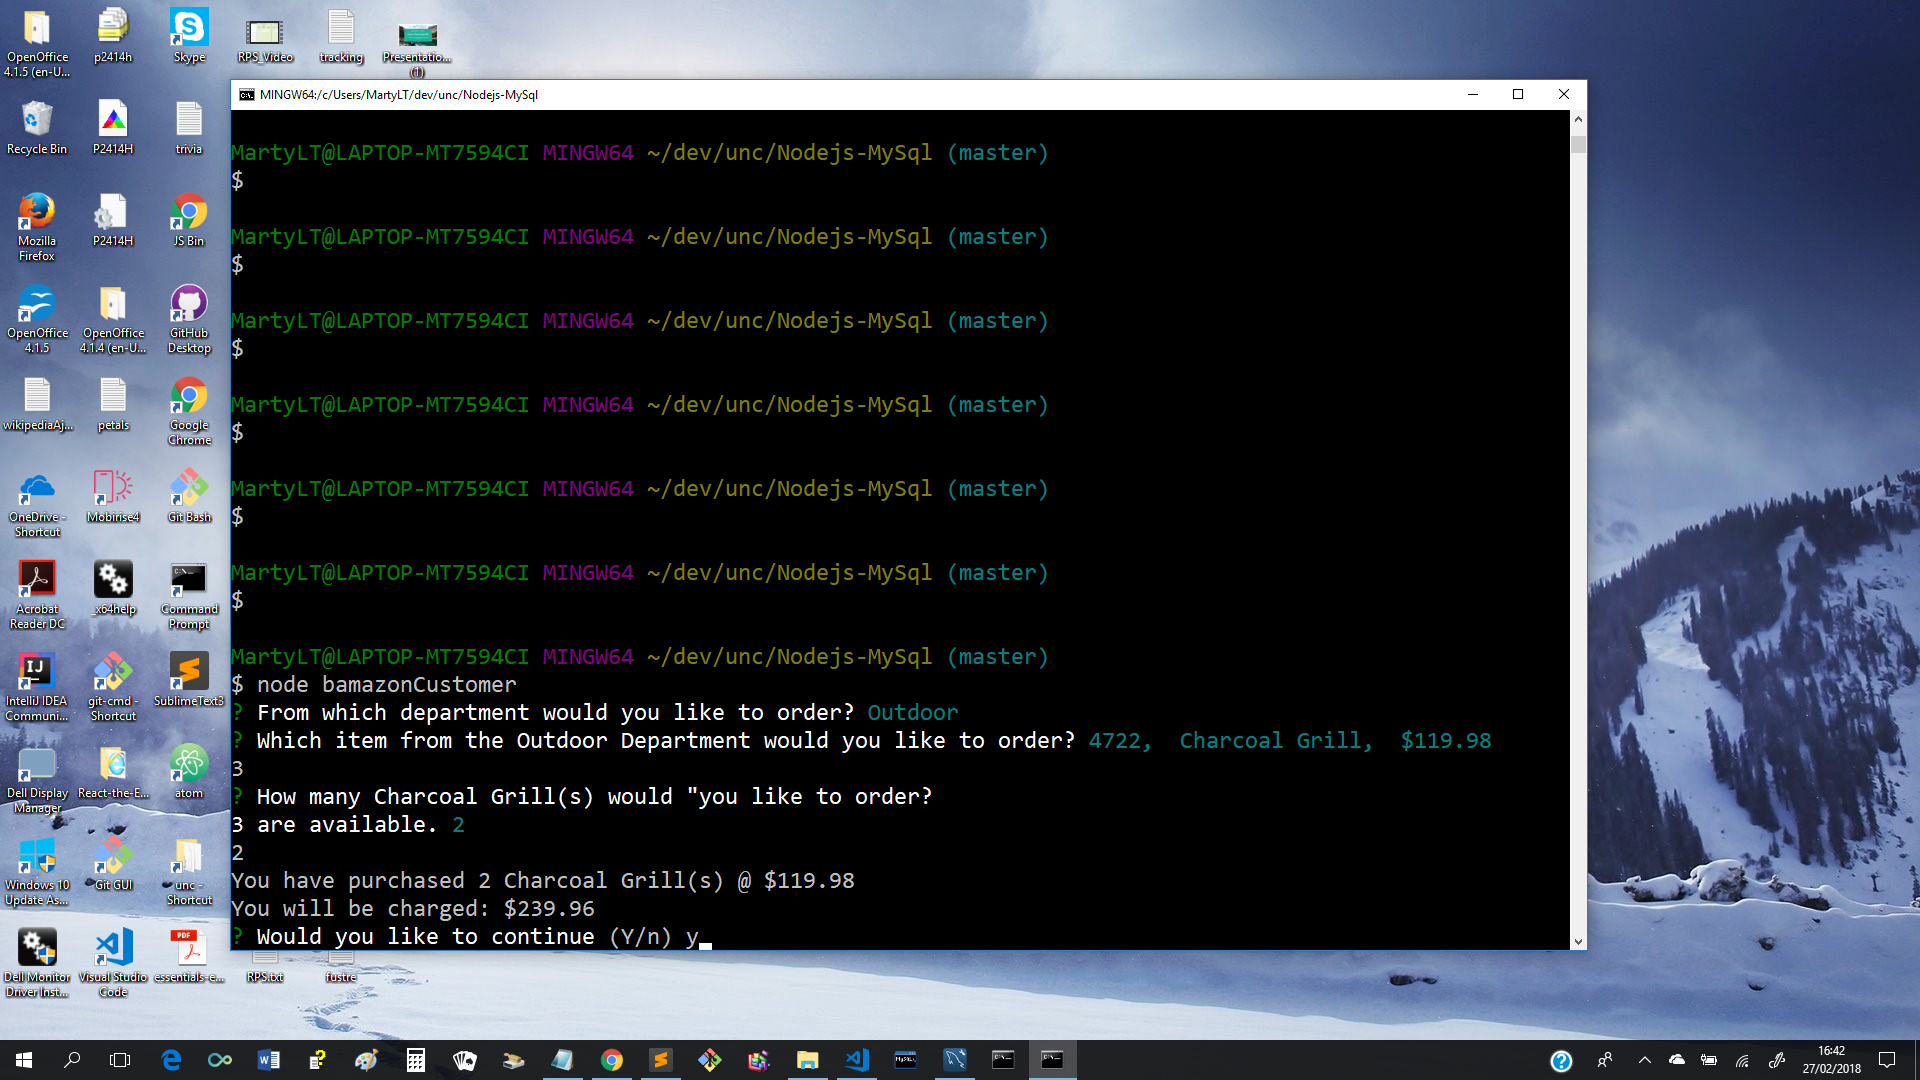 OpenOffice 4.1.5 (en-U...
p2414h
Skype
RPS_Video
tracking
Presentatio... (1)
MINGW64:/c/Users/MartyLT/dev/unc/Nodejs-MySql
Recycle Bin
P2414H
trivia
Mozilla Firefox
P2414H
JS Bin
OpenOffice 4.1.5
OpenOffice 4.1.4 (en-U...
GitHub Desktop
wikipediaAj...
petals
Google Chrome
OneDrive - Shortcut
Mobirise4
Git Bash
Acrobat Reader DC
_x64help
Command Prompt
IntelliJ IDEA Communi...
git-cmd - Shortcut
SublimeText3
Dell Display Manager
React-the-E...
atom
Windows 10 Update As...
Git GUI
unc - Shortcut
Dell Monitor Driver Inst...
Visual Studio Code
essentials-e...
RPS.txt
fustre
MartyLT@LAPTOP-MT7594CI MINGW64 ~/dev/unc/Nodejs-MySql (master)
$
MartyLT@LAPTOP-MT7594CI MINGW64 ~/dev/unc/Nodejs-MySql (master)
$
MartyLT@LAPTOP-MT7594CI MINGW64 ~/dev/unc/Nodejs-MySql (master)
$
MartyLT@LAPTOP-MT7594CI MINGW64 ~/dev/unc/Nodejs-MySql (master)
$
MartyLT@LAPTOP-MT7594CI MINGW64 ~/dev/unc/Nodejs-MySql (master)
$
MartyLT@LAPTOP-MT7594CI MINGW64 ~/dev/unc/Nodejs-MySql (master)
$
MartyLT@LAPTOP-MT7594CI MINGW64 ~/dev/unc/Nodejs-MySql (master)
$ node bamazonCustomer
? From which department would you like to order? Outdoor
? Which item from the Outdoor Department would you like to order? 4722,  Charcoal Grill,  $119.98
3
? How many Charcoal Grill(s) would "you like to order?
3 are available. 2
2
You have purchased 2 Charcoal Grill(s) @ $119.98
You will be charged: $239.96
? Would you like to continue (Y/n) y
16:42
27/02/2018